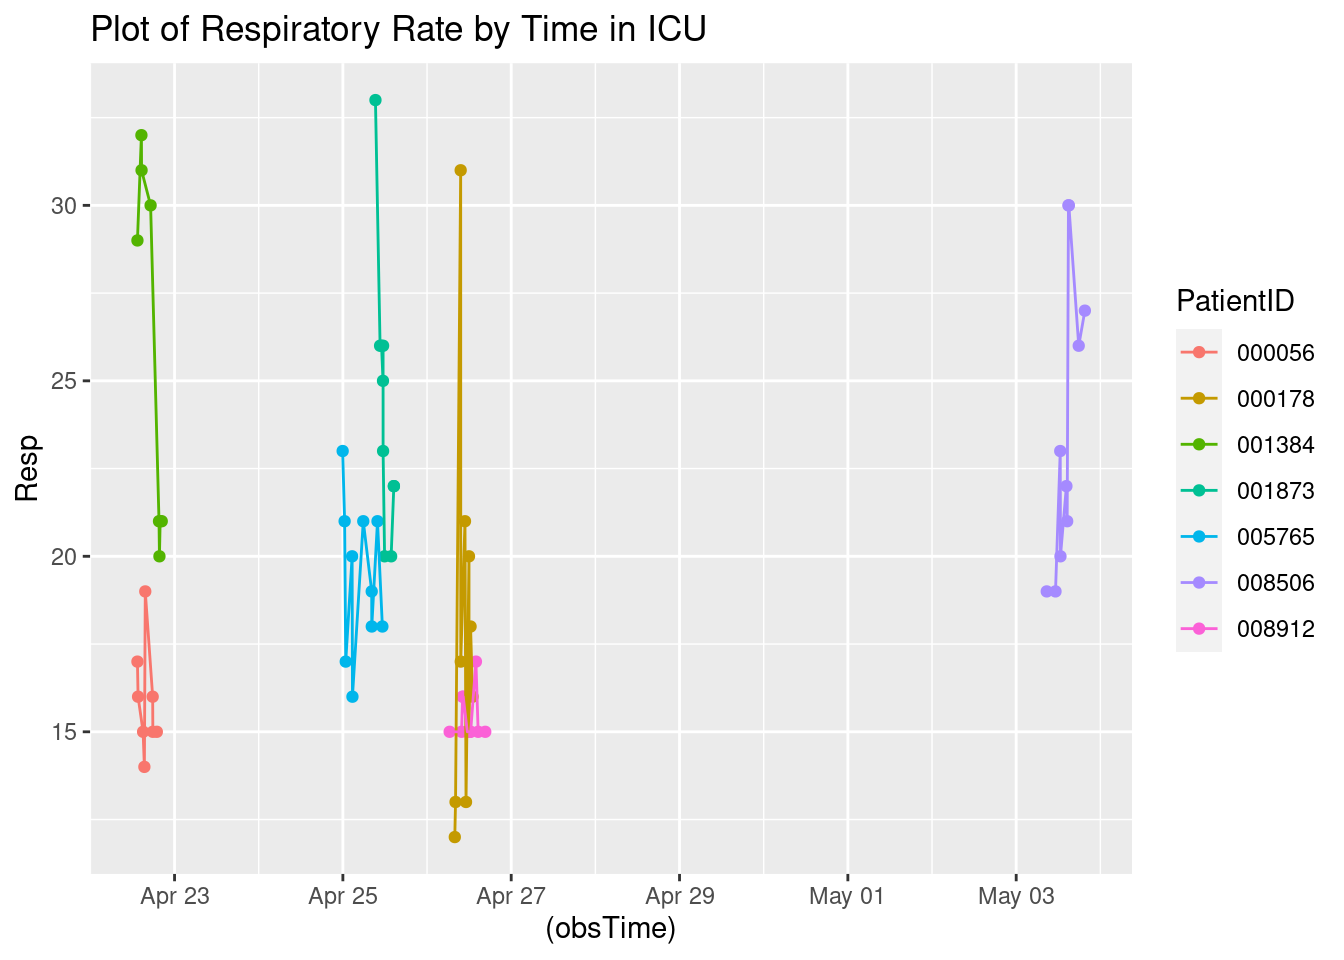 Plot of Respiratory Rate by Time in ICU
30
25
20
15
Resp
Apr 23
Apr 25
Apr 27
Apr 29
May 01
May 03
(obsTime)
PatientID
000056
000178
001384
001873
005765
008506
008912